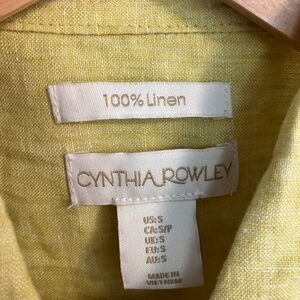 100% Linen
CYNTHIA ROWLEY
US:S
CA:S/P
UK:S
EU:S
AU:S
MADE IN
VIETNAM